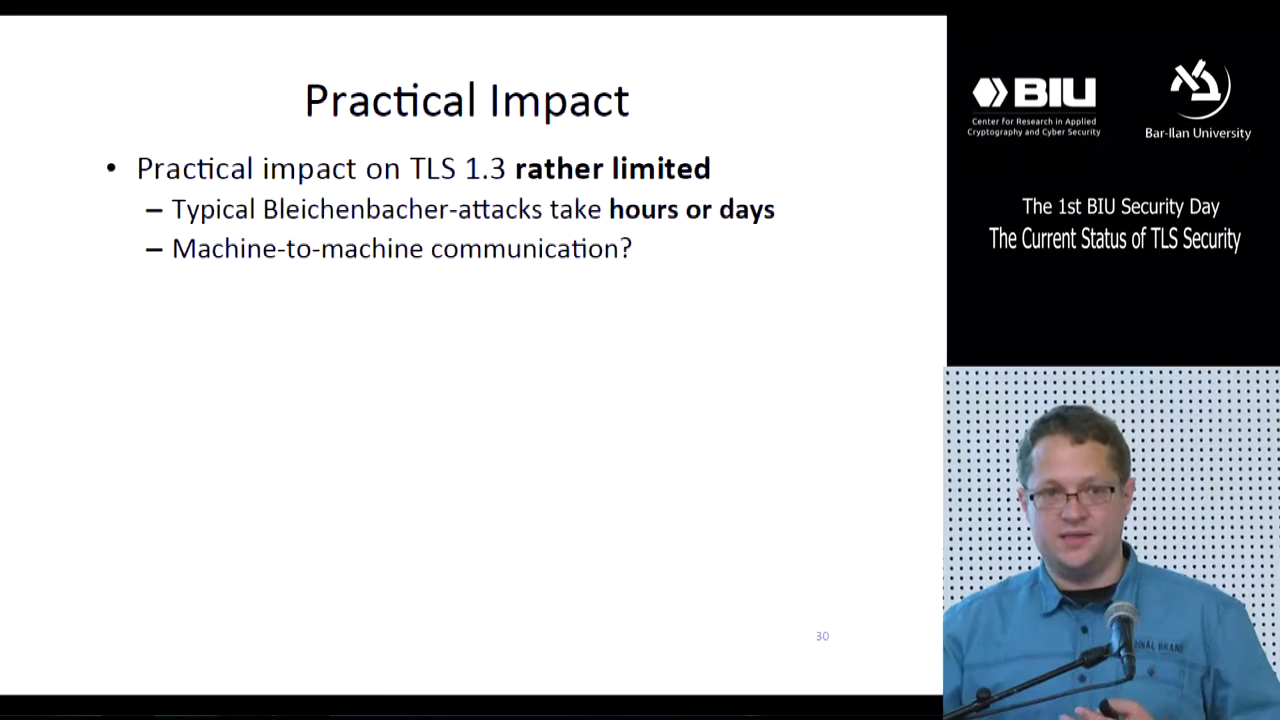 Practical Impact
• Practical impact on TLS 1.3 rather limited
– Typical Bleichenbacher-attacks take hours or days
– Machine-to-machine communication?
30
BIU
Center for Research in Applied
Cryptography and Cyber Security
Bar-Ilan University
The 1st BIU Security Day
The Current Status of TLS Security
INAL BRAND